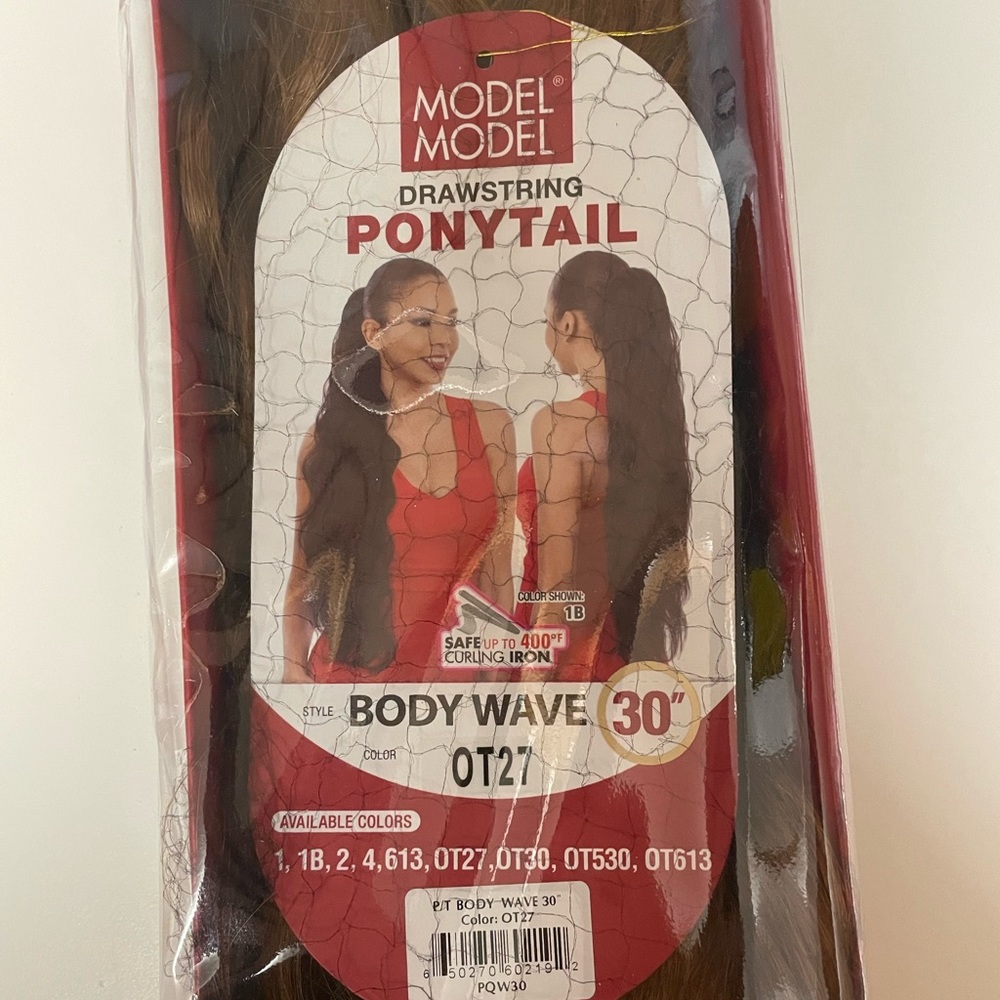 MODEL®
MODEL
DRAWSTRING
PONYTAIL
COLOR SHOWN:
1B
SAFE UP TO 400°F
CURLING IRON
STYLE BODY WAVE 30"
COLOR
OT27
AVAILABLE COLORS
1, 1B, 2, 4, 613, OT27, OT30, OT530, OT613
P/T BODY WAVE 30"
Color: OT27
6 50270 60219 2
PQW30